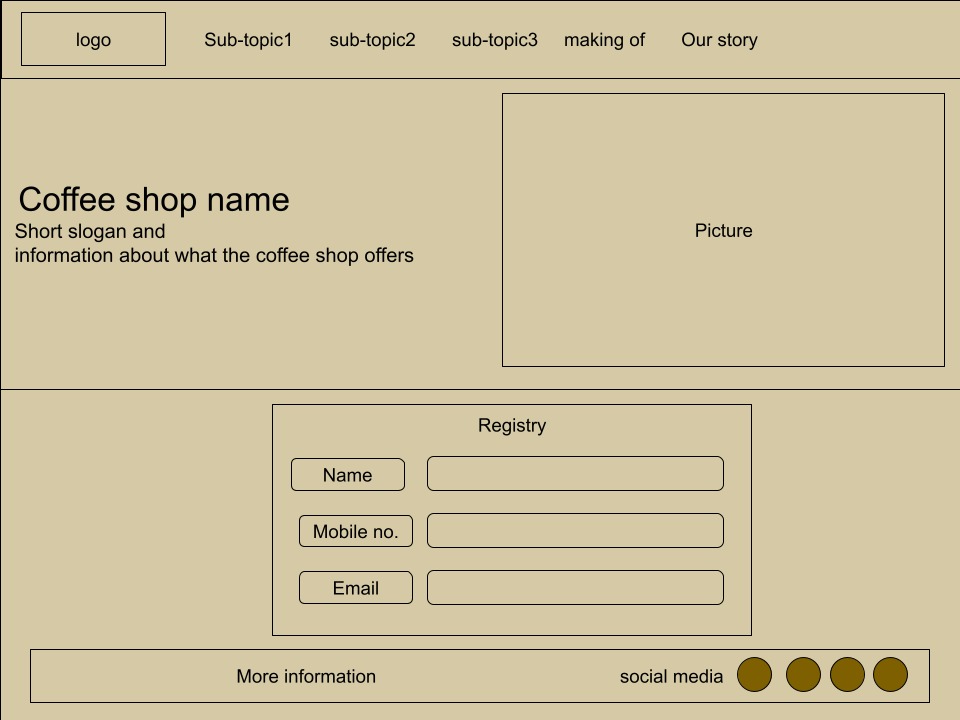 logo
Sub-topic1 sub-topic2 sub-topic3 making of Our story
Coffee shop name
Short slogan and
information about what the coffee shop offers
Picture
Registry
Name
Mobile no.
Email
More information
social media